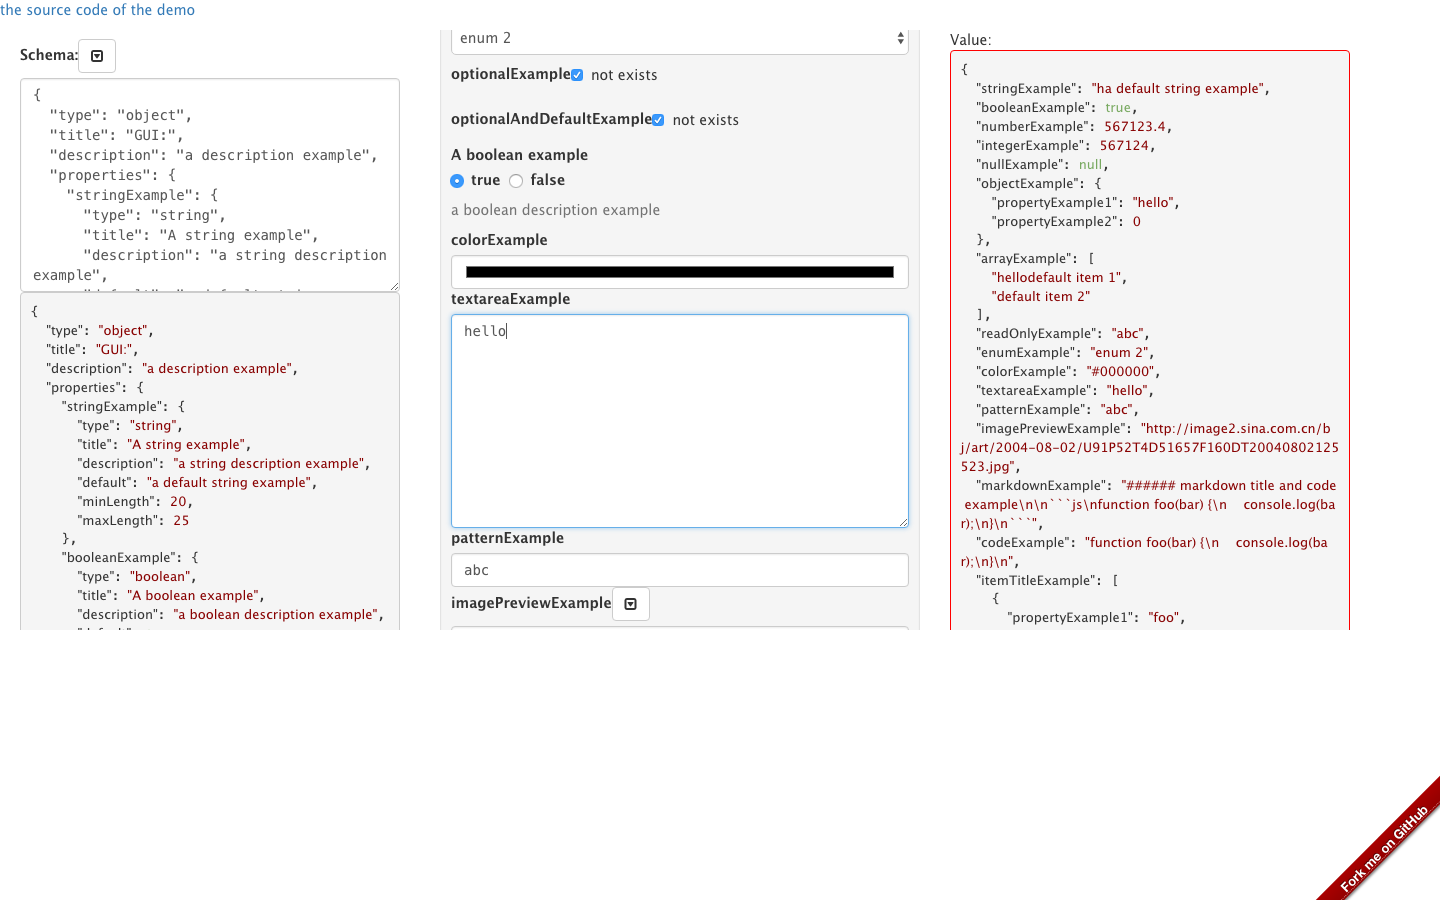 the source code of the demo
Schema:
{
"type": "object",
"title": "GUI:",
"description": "a description example",
"properties": {
"stringExample": {
"type": "string",
"title": "A string example",
"description": "a string description
example",
{
"type": "object",
"title": "GUI:",
"description": "a description example",
"properties": {
"stringExample": {
"type": "string",
"title": "A string example",
"description": "a string description example",
"default": "a default string example",
"minLength": 20,
"maxLength": 25
},
"booleanExample": {
"type": "boolean",
"title": "A boolean example",
"description": "a boolean description example",
enum 2
optionalExample not exists
optionalAndDefaultExample not exists
A boolean example
true false
a boolean description example
colorExample
textareaExample
hello
patternExample
abc
imagePreviewExample
Value:
{
"stringExample": "ha default string example",
"booleanExample": true,
"numberExample": 567123.4,
"integerExample": 567124,
"nullExample": null,
"objectExample": {
"propertyExample1": "hello",
"propertyExample2": 0
},
"arrayExample": [
"hellodefault item 1",
"default item 2"
],
"readOnlyExample": "abc",
"enumExample": "enum 2",
"colorExample": "#000000",
"textareaExample": "hello",
"patternExample": "abc",
"imagePreviewExample": "http://image2.sina.com.cn/b
j/art/2004-08-02/U91P52T4D51657F160DT20040802125
523.jpg",
"markdownExample": "###### markdown title and code
example\n\n```js\nfunction foo(bar) {\n    console.log(ba
r);\n}\n```",
"codeExample": "function foo(bar) {\n    console.log(ba
r);\n}\n",
"itemTitleExample": [
{
"propertyExample1": "foo",
Fork me on GitHub